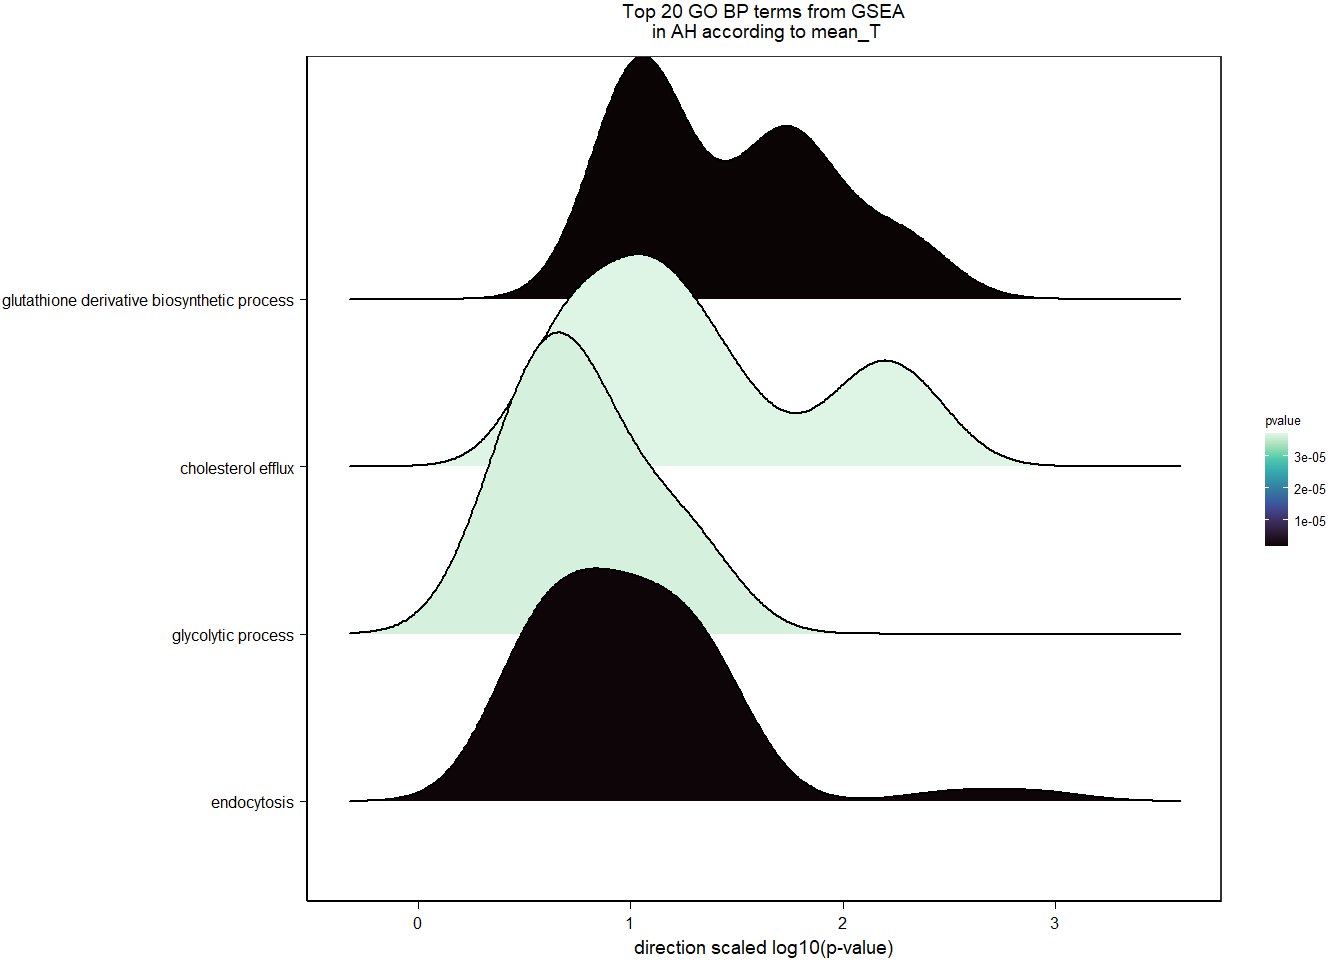 Top 20 GO BP terms from GSEA
in AH according to mean_T
glutathione derivative biosynthetic process
cholesterol efflux
glycolytic process
endocytosis
0
1
2
3
direction scaled log10(p-value)
pvalue
3e-05
2e-05
1e-05